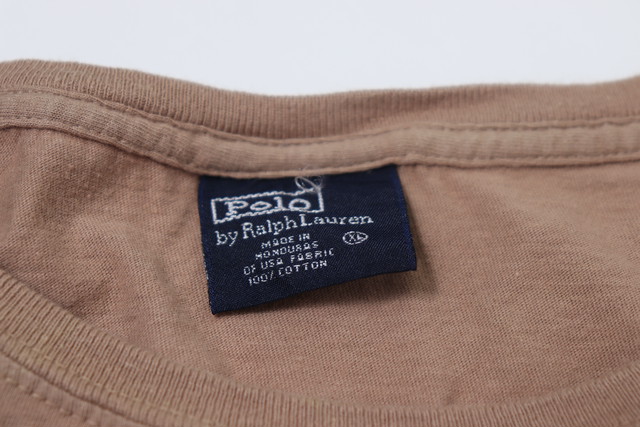 Polo
by Ralph Lauren
MADE IN
HONDURAS
OF USA FABRIC
100% COTTON
XL